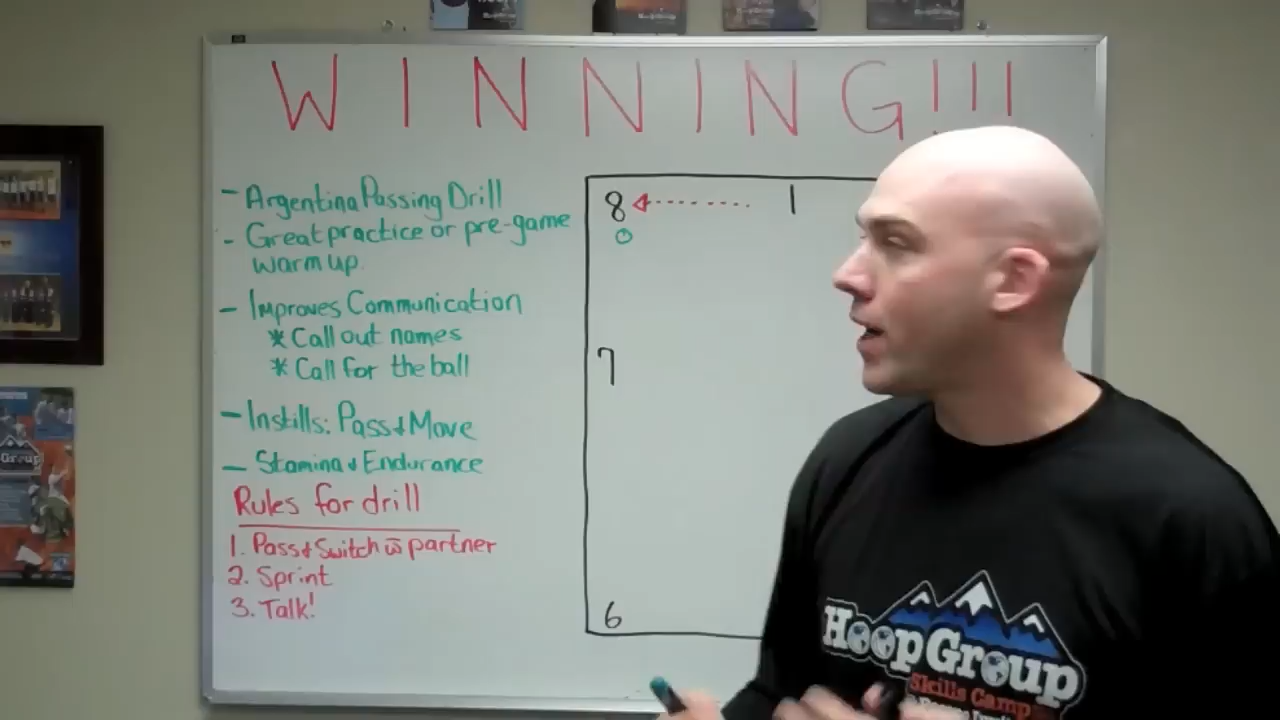 W I N N I N G!!!
- Argentina Passing Drill
- Great practice or pre-game
warm up.
- Improves Communication
* Call out names
* Call for the ball
- Instills: Pass & Move
- Stamina & Endurance
Rules for drill
1. Pass & Switch w partner
2. Sprint
3. Talk!
8 1
7
6
Hoop Group
Skills Camp
Group